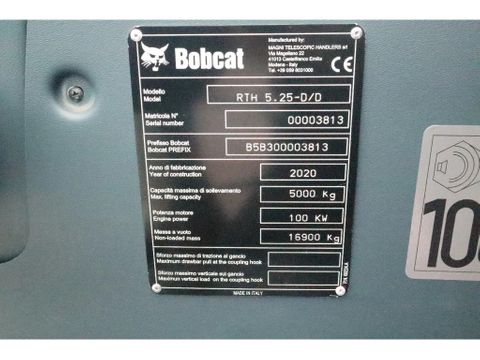 Bobcat
Manufactured by:
MAGNI TELESCOPIC HANDLERS srl
Via Magellano 22
41013 Castelfranco Emilia
Modena - Italy
Tel. +39 059 8031000
CE
Modello
Model
RTH 5.25-D/D
Matricola N°
Serial number
00003813
Prefisso Bobcat
Bobcat PREFIX
B5B300003813
Anno di fabbricazione
Year of construction
2020
Capacità massima di sollevamento
Max. lifting capacity
5000 Kg
Potenza motore
Engine power
100 KW
Massa a vuoto
Non-loaded mass
16900 Kg
Sforzo massimo di trazione al gancio
Maximum drawbar pull at the coupling hook
Sforzo massimo verticale sul gancio
Maximun vertical load on the coupling hook
MADE IN ITALY